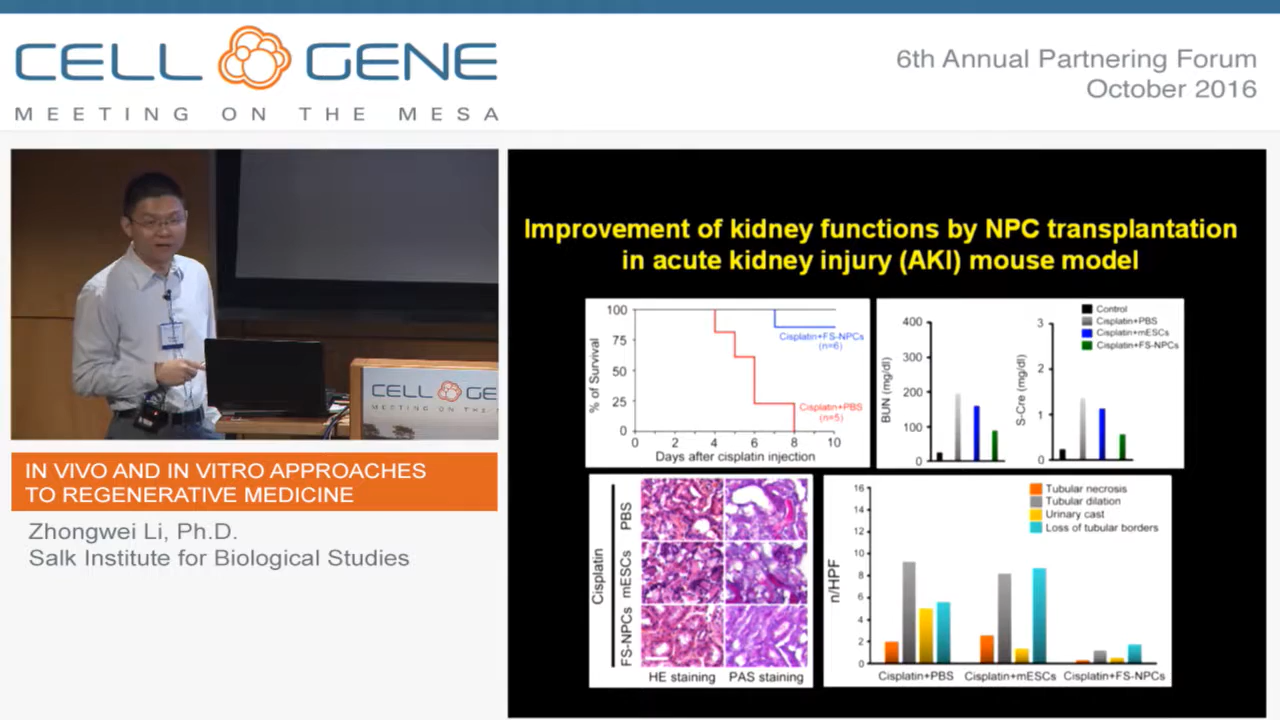 CELL GENE
MEETING ON THE MESA
6th Annual Partnering Forum
October 2016
CELL GE
MEETING ON THE
IN VIVO AND IN VITRO APPROACHES
TO REGENERATIVE MEDICINE
Zhongwei Li, Ph.D.
Salk Institute for Biological Studies
Improvement of kidney functions by NPC transplantation
in acute kidney injury (AKI) mouse model
% of Survival
100
75
50
25
0
0 2 4 6 8 10
Days after cisplatin injection
Cisplatin+FS-NPCs
(n=6)
Cisplatin+PBS
(n=5)
BUN (mg/dl)
400
300
200
100
0
S-Cre (mg/dl)
3
2
1
0
Control
Cisplatin+PBS
Cisplatin+mESCs
Cisplatin+FS-NPCs
Cisplatin
PBS
mESCs
FS-NPCs
HE staining PAS staining
n/HPF
16
14
12
10
8
6
4
2
0
Tubular necrosis
Tubular dilation
Urinary cast
Loss of tubular borders
Cisplatin+PBS Cisplatin+mESCs Cisplatin+FS-NPCs